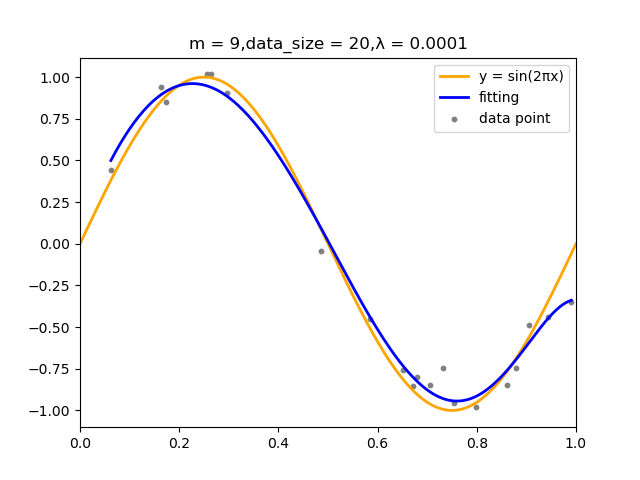 m = 9,data_size = 20,λ = 0.0001
y = sin(2πx)
fitting
data point
1.00
0.75
0.50
0.25
0.00
−0.25
−0.50
−0.75
−1.00
0.0 0.2 0.4 0.6 0.8 1.0